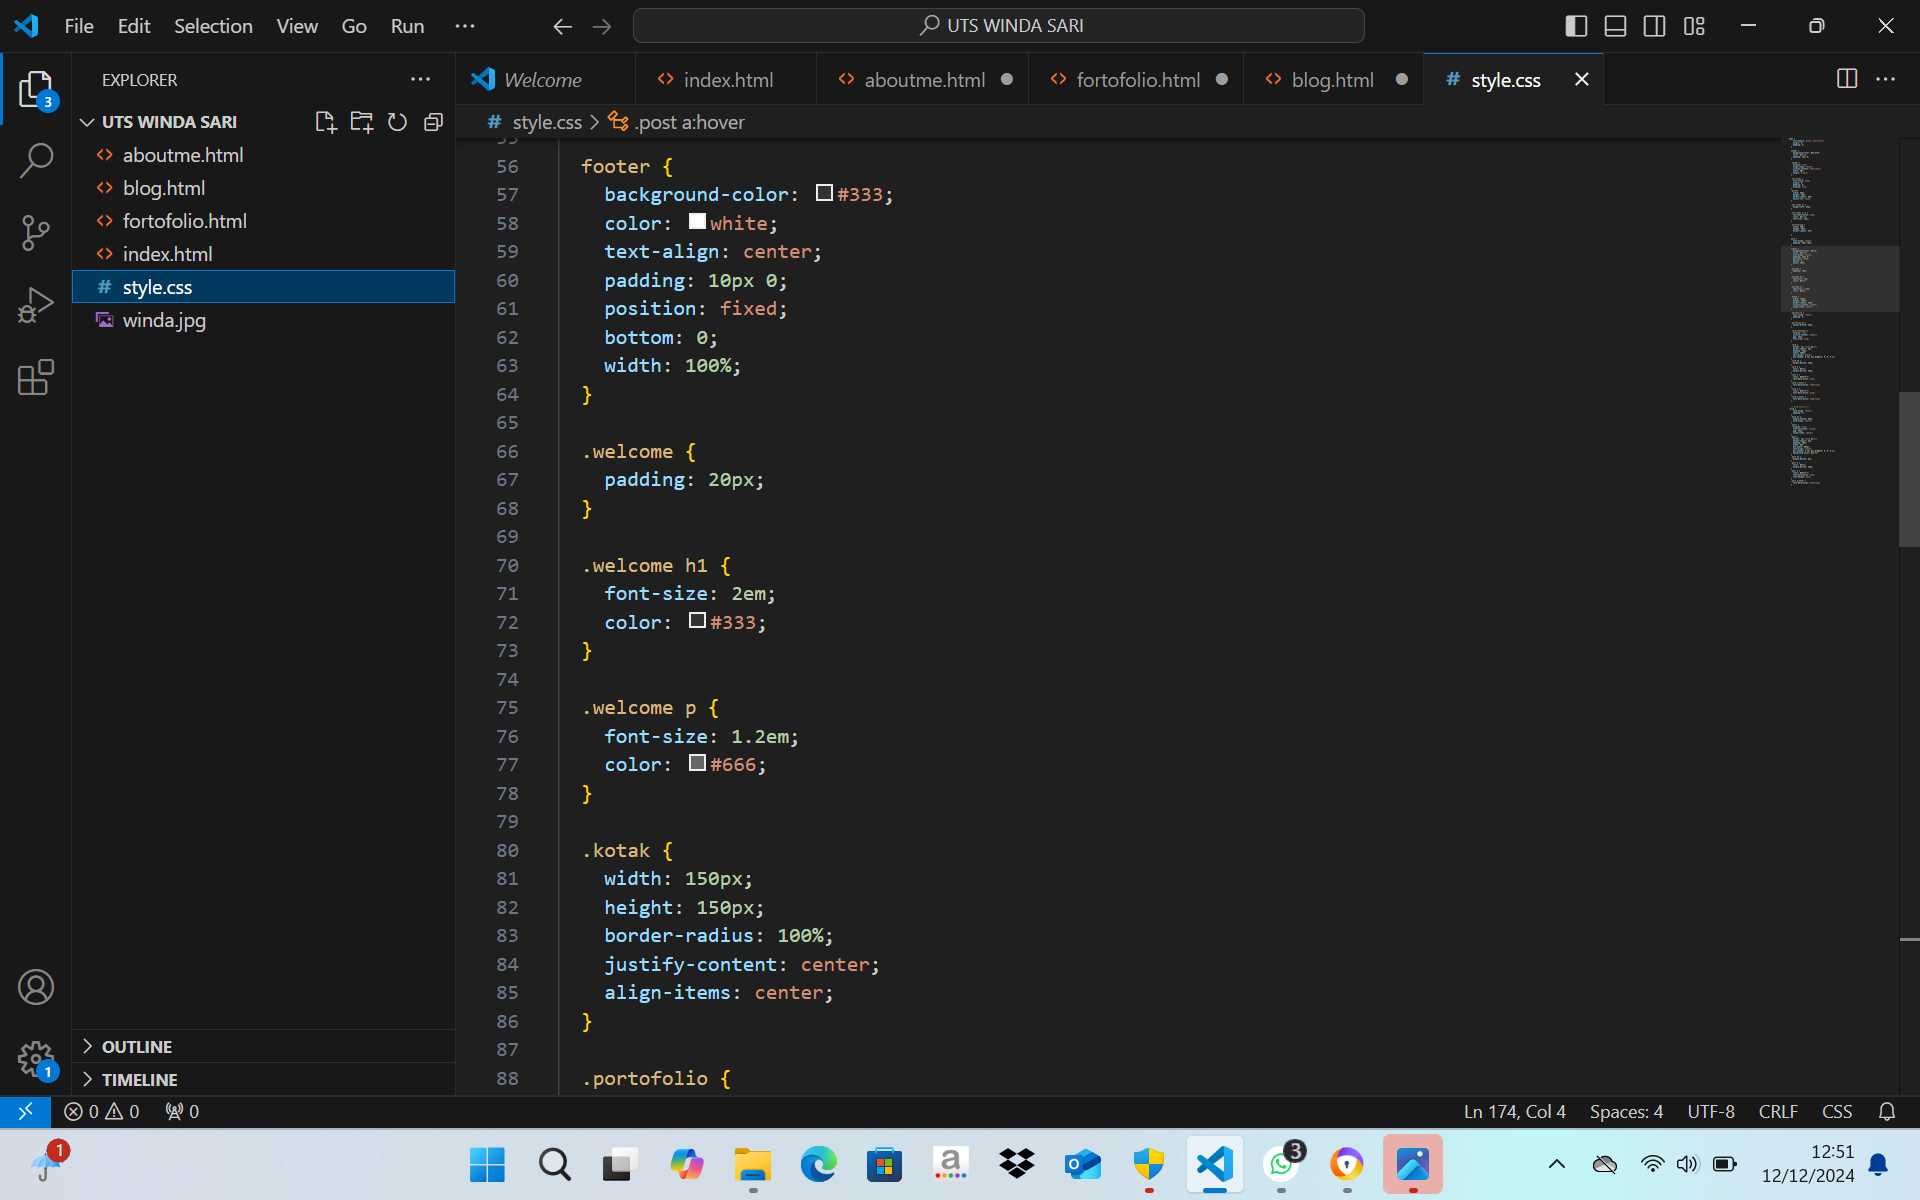 File Edit Selection View Go Run ··· UTS WINDA SARI
EXPLORER ··· Welcome index.html aboutme.html fortofolio.html blog.html # style.css
UTS WINDA SARI
# style.css > .post a:hover
aboutme.html
blog.html
fortofolio.html
index.html
# style.css
winda.jpg
3
55
56 footer {
57 background-color: #333;
58 color: white;
59 text-align: center;
60 padding: 10px 0;
61 position: fixed;
62 bottom: 0;
63 width: 100%;
64 }
65
66 .welcome {
67 padding: 20px;
68 }
69
70 .welcome h1 {
71 font-size: 2em;
72 color: #333;
73 }
74
75 .welcome p {
76 font-size: 1.2em;
77 color: #666;
78 }
79
80 .kotak {
81 width: 150px;
82 height: 150px;
83 border-radius: 100%;
84 justify-content: center;
85 align-items: center;
86 }
87
88 .portofolio {
OUTLINE
TIMELINE
1
0 0 0 Ln 174, Col 4 Spaces: 4 UTF-8 CRLF CSS
1
a
3
12:51
12/12/2024